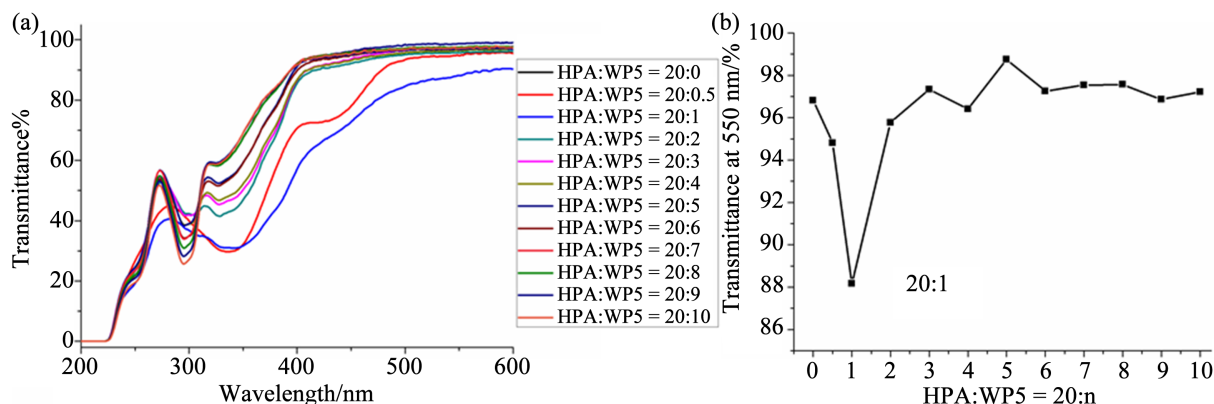 (a)
Transmittance%
100
80
60
40
20
0
200
300
400
500
600
Wavelength/nm
HPA:WP5 = 20:0
HPA:WP5 = 20:0.5
HPA:WP5 = 20:1
HPA:WP5 = 20:2
HPA:WP5 = 20:3
HPA:WP5 = 20:4
HPA:WP5 = 20:5
HPA:WP5 = 20:6
HPA:WP5 = 20:7
HPA:WP5 = 20:8
HPA:WP5 = 20:9
HPA:WP5 = 20:10
(b)
Transmittance at 550 nm/%
100
98
96
94
92
90
88
86
20:1
0
1
2
3
4
5
6
7
8
9
10
HPA:WP5 = 20:n